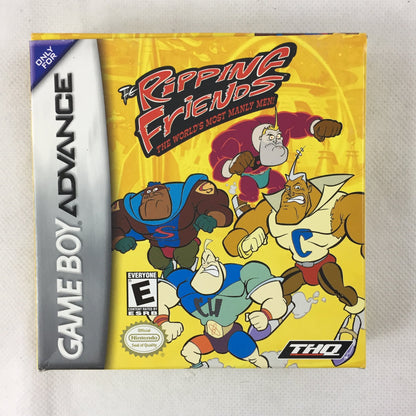 ONLY
FOR
GAME BOY ADVANCE
THE
RIPPING
FRIENDS
THE WORLD'S MOST MANLY MEN!
S
C
CH
EVERYONE
E
ESRB
Official
Nintendo
Seal of Quality
THQ